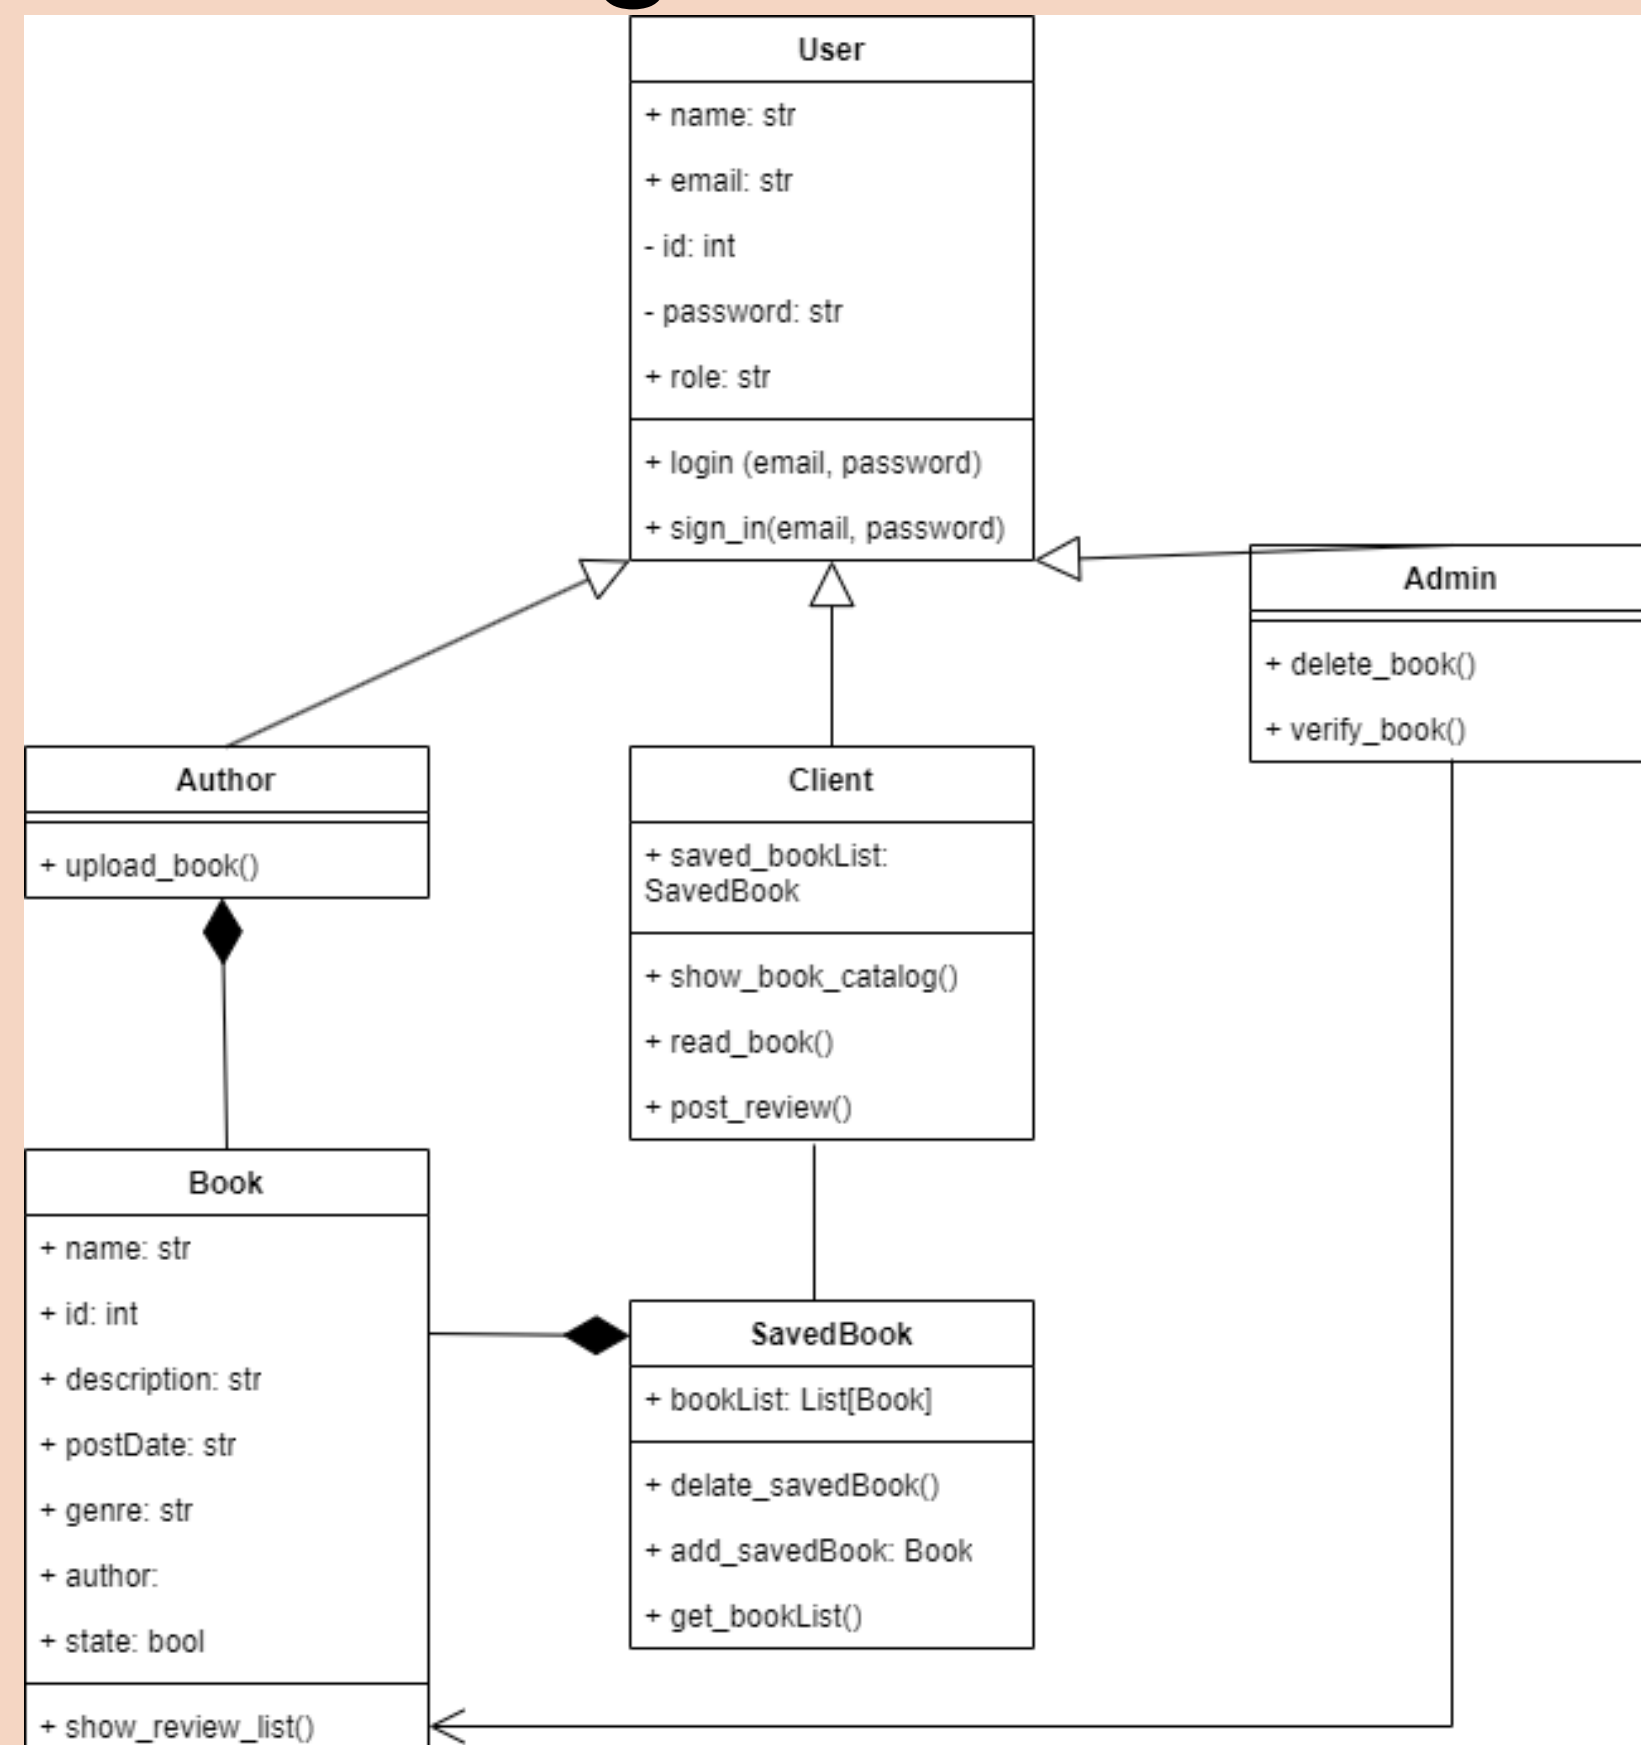 User
+ name: str
+ email: str
- id: int
- password: str
+ role: str
+ login (email, password)
+ sign_in(email, password)
Admin
+ delete_book()
+ verify_book()
Author
+ upload_book()
Client
+ saved_bookList:
SavedBook
+ show_book_catalog()
+ read_book()
+ post_review()
Book
+ name: str
+ id: int
+ description: str
+ postDate: str
+ genre: str
+ author:
+ state: bool
+ show_review_list()
SavedBook
+ bookList: List[Book]
+ delate_savedBook()
+ add_savedBook: Book
+ get_bookList()